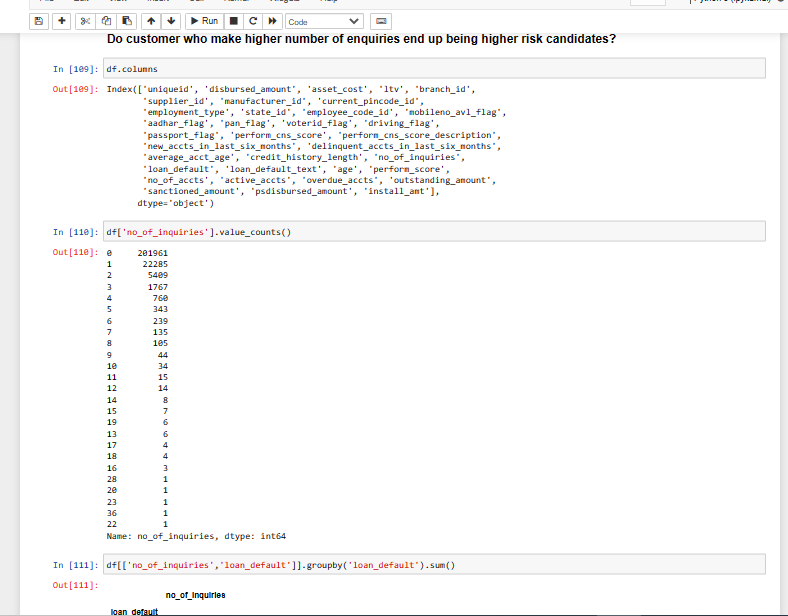 Run
Code
Do customer who make higher number of enquiries end up being higher risk candidates?
In [109]: df.columns
Out[109]: Index(['uniqueid', 'disbursed_amount', 'asset_cost', 'ltv', 'branch_id',
'supplier_id', 'manufacturer_id', 'current_pincode_id',
'employment_type', 'state_id', 'employee_code_id', 'mobileno_avl_flag',
'aadhar_flag', 'pan_flag', 'voterid_flag', 'driving_flag',
'passport_flag', 'perform_cns_score', 'perform_cns_score_description',
'new_accts_in_last_six_months', 'delinquent_accts_in_last_six_months',
'average_acct_age', 'credit_history_length', 'no_of_inquiries',
'loan_default', 'loan_default_text', 'age', 'perform_score',
'no_of_accts', 'active_accts', 'overdue_accts', 'outstanding_amount',
'sanctioned_amount', 'psdisbursed_amount', 'install_amt'],
dtype='object')
In [110]: df['no_of_inquiries'].value_counts()
Out[110]: 0 201961
1 22285
2 5409
3 1767
4 760
5 343
6 239
7 135
8 105
9 44
10 34
11 15
12 14
14 8
15 7
19 6
13 6
17 4
18 4
16 3
28 1
20 1
23 1
36 1
22 1
Name: no_of_inquiries, dtype: int64
In [111]: df[['no_of_inquiries','loan_default']].groupby('loan_default').sum()
Out[111]:
no_of_inquiries
loan_default